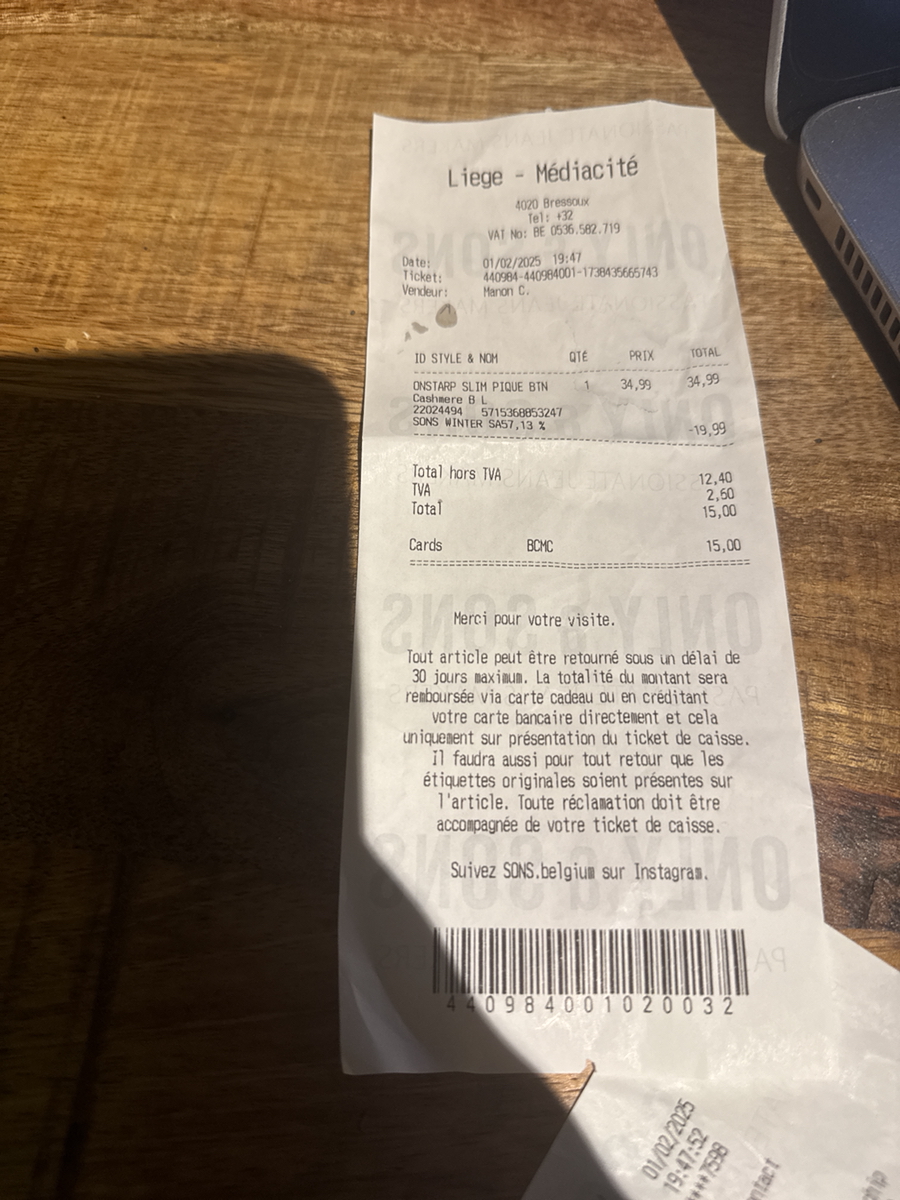 Liege - Médiacité
4020 Bressoux
Tel: +32
VAT No: BE 0536.582.719
Date: 01/02/2025 19:47
Ticket: 440984-440984001-1738435665743
Vendeur: Manon C.
ID STYLE & NOM QTÉ PRIX TOTAL
ONSTARP SLIM PIQUE BTN 1 34,99 34,99
Cashmere B L
22024494 5715368853247
SONS WINTER SA57,13 % -19,99
Total hors TVA 12,40
TVA 2,60
Total 15,00
Cards BCMC 15,00
Merci pour votre visite.
Tout article peut être retourné sous un délai de
30 jours maximum. La totalité du montant sera
remboursée via carte cadeau ou en créditant
votre carte bancaire directement et cela
uniquement sur présentation du ticket de caisse.
Il faudra aussi pour tout retour que les
étiquettes originales soient présentes sur
l'article. Toute réclamation doit être
accompagnée de votre ticket de caisse.
Suivez SONS.belgium sur Instagram.
440984001020032
01/02/2025
19:47:52
***7598